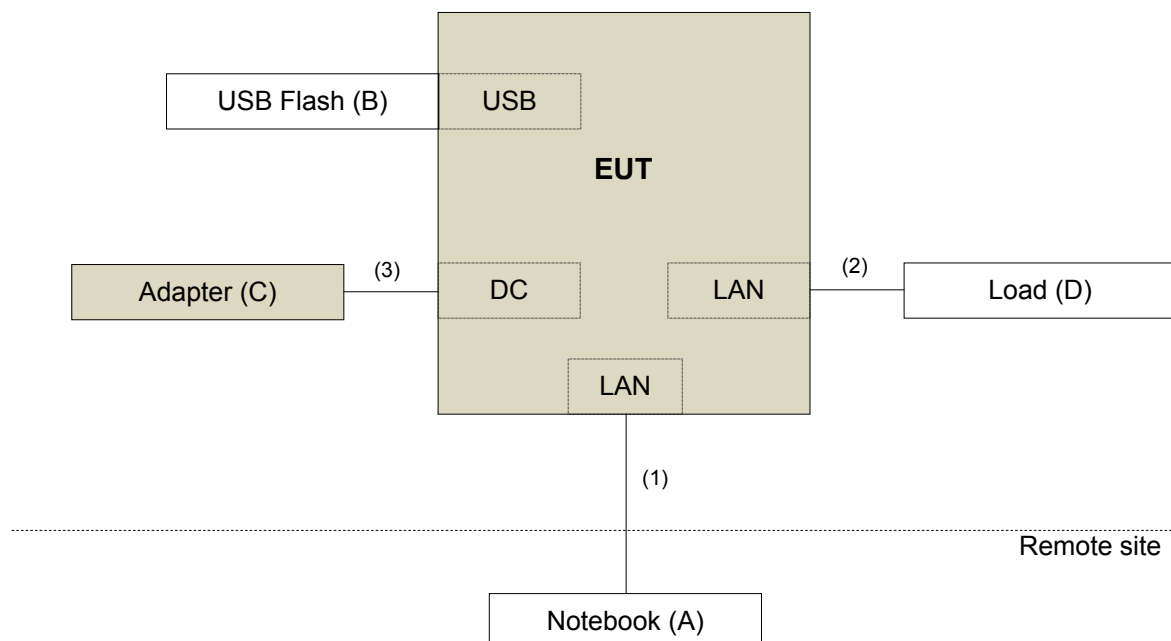 USB Flash (B)
USB
EUT
Adapter (C)
(3)
DC
LAN
(2)
Load (D)
LAN
(1)
Remote site
Notebook (A)